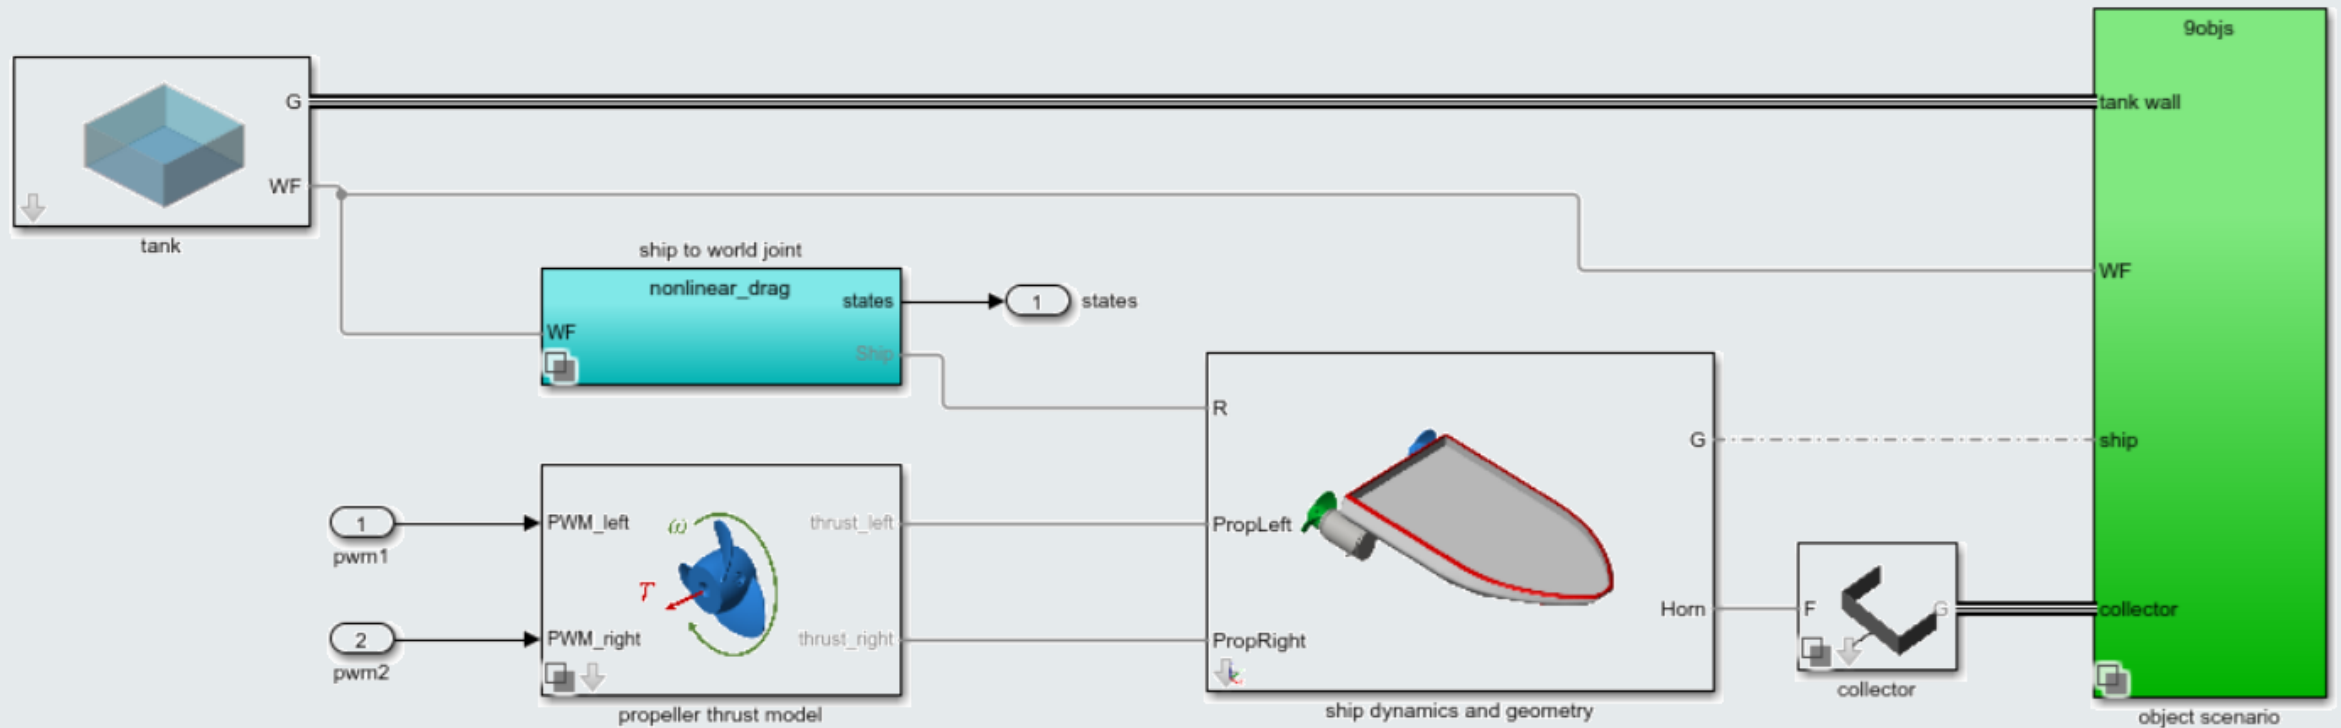 9objs
G
tank wall
WF
tank
ship to world joint
nonlinear_drag
states
1
states
WF
WF
Ship
R
G
ship
1
PWM_left
ω
thrust_left
PropLeft
pwm1
T
Horn
F
G
collector
2
PWM_right
thrust_right
PropRight
pwm2
collector
propeller thrust model
ship dynamics and geometry
object scenario